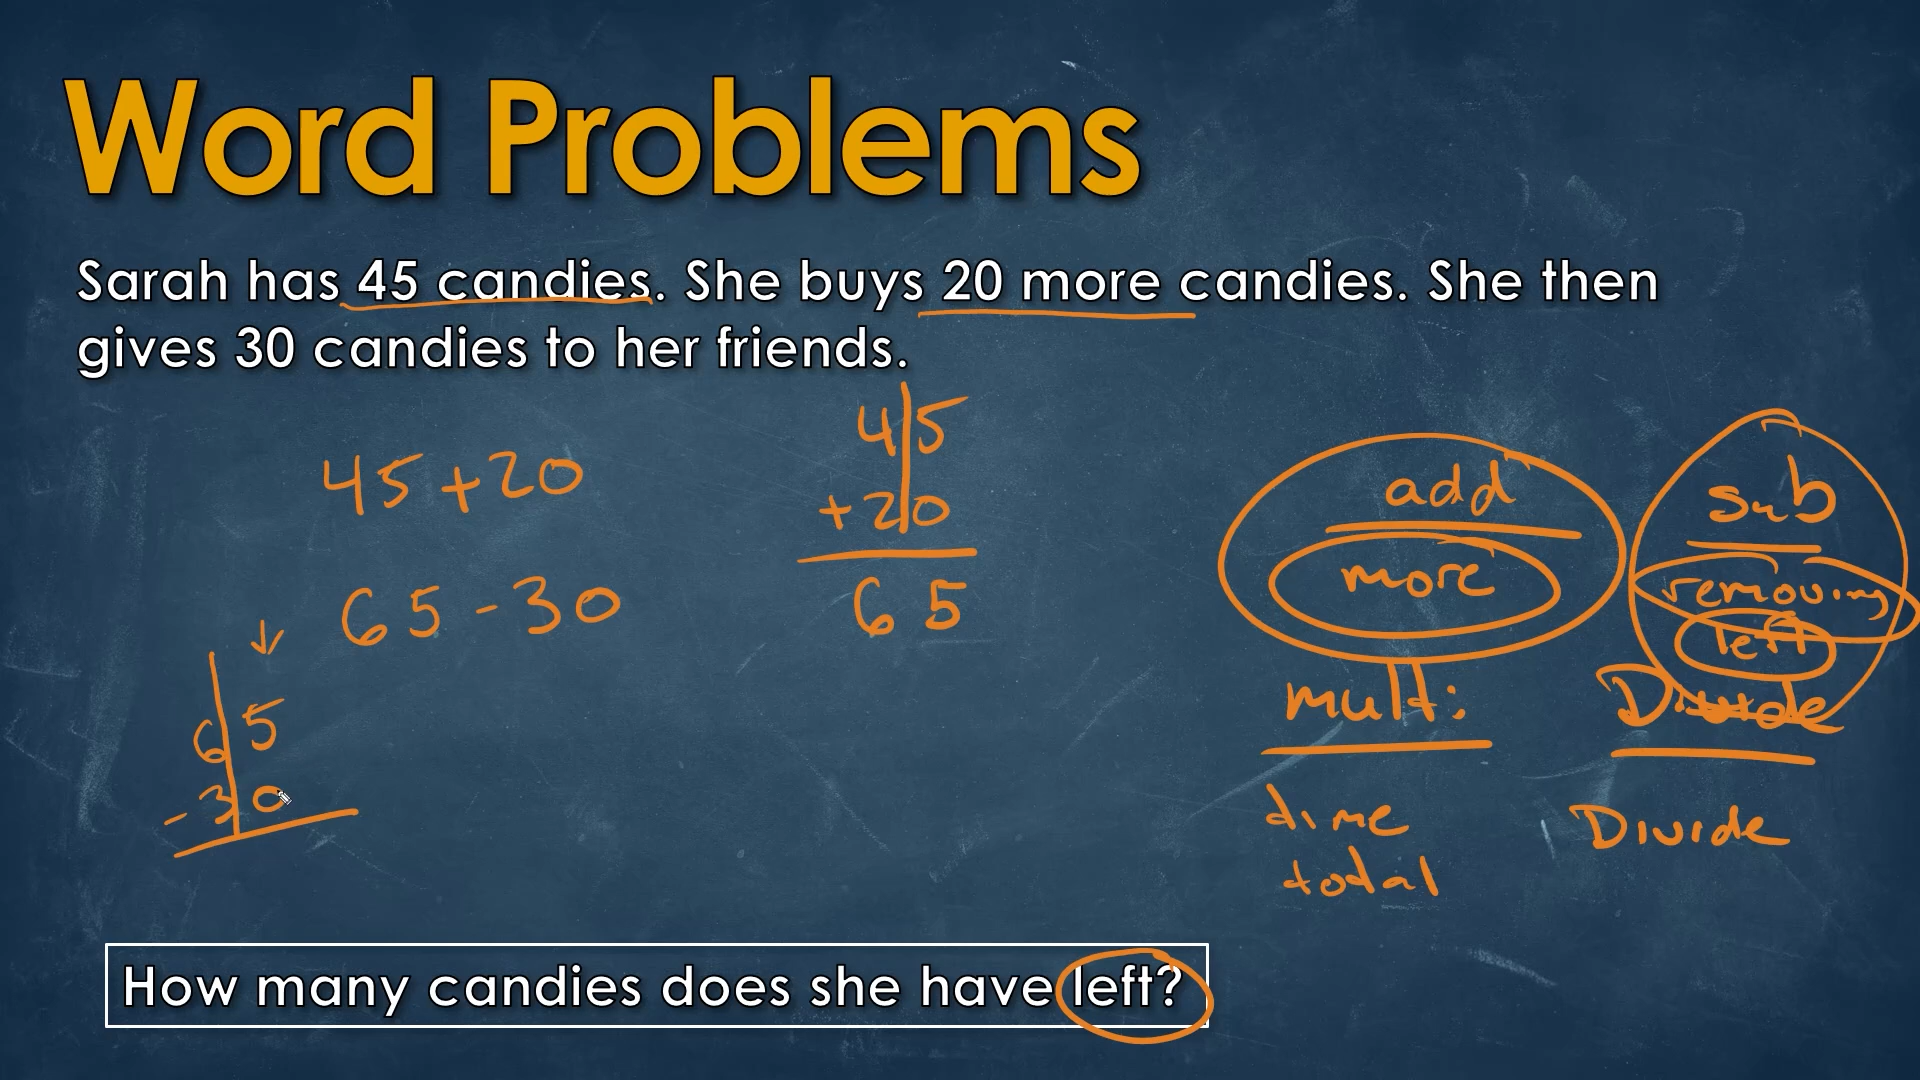 Word Problems
Sarah has 45 candies. She buys 20 more candies. She then
gives 30 candies to her friends.
45+20
65-30
65
-30
45
+20
65
add
more
sub
removing
left
mult:
time
total
Divide
Divide
How many candies does she have left?